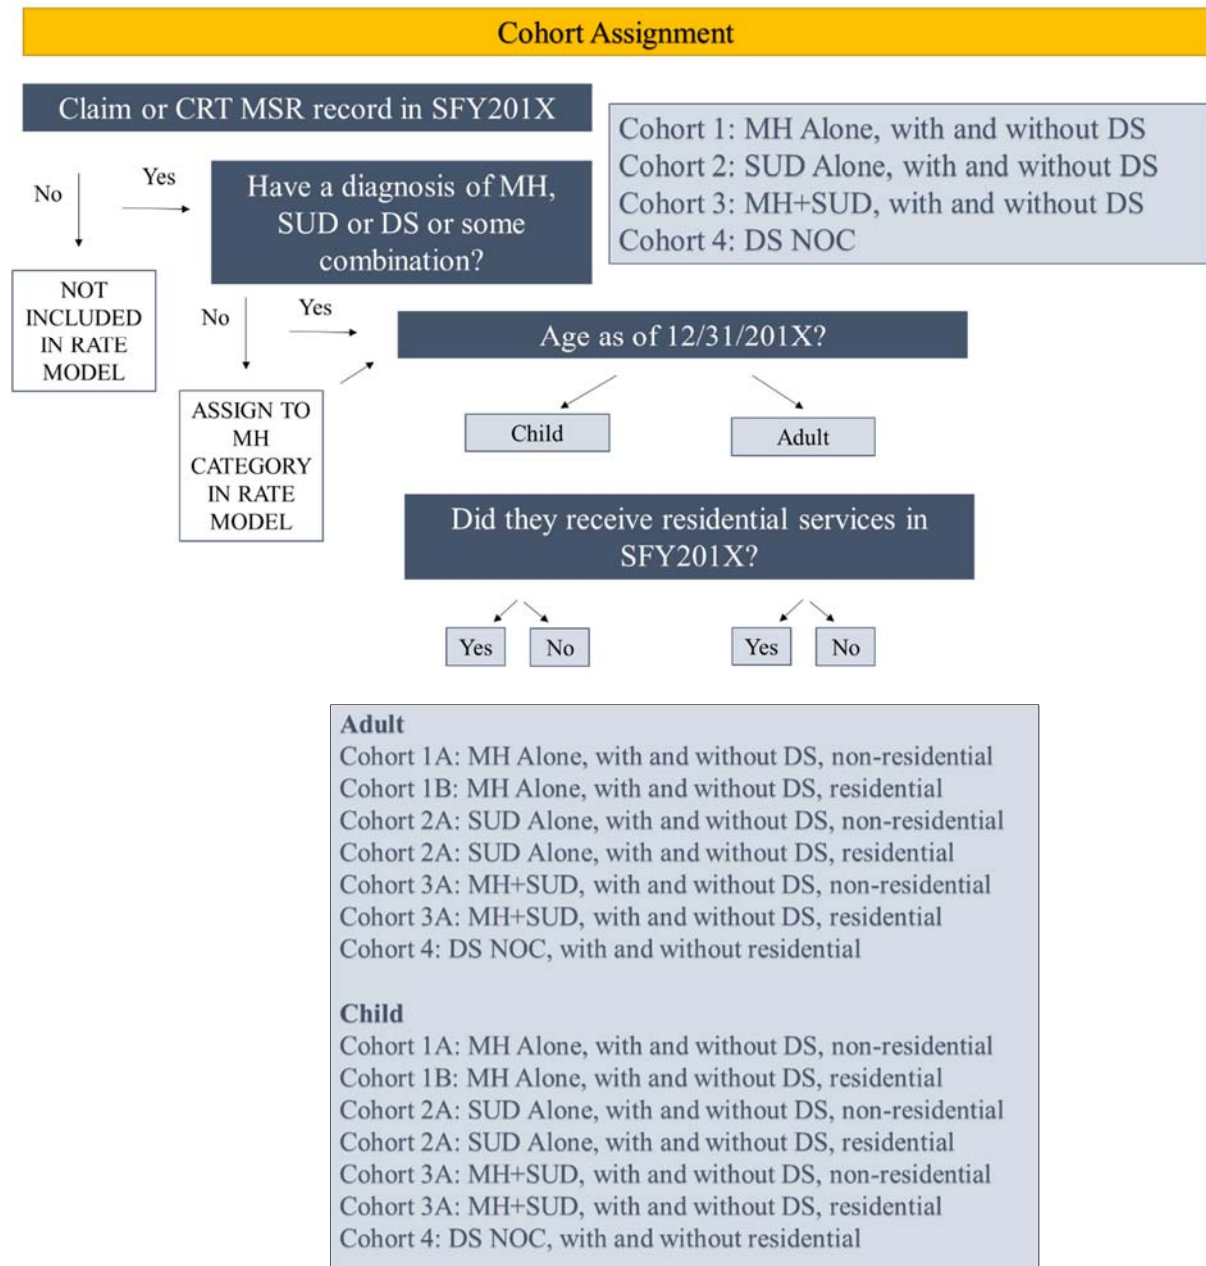 Cohort Assignment
Claim or CRT MSR record in SFY201X
Cohort 1: MH Alone, with and without DS
Cohort 2: SUD Alone, with and without DS
Cohort 3: MH+SUD, with and without DS
Cohort 4: DS NOC
No
Yes
Have a diagnosis of MH,
SUD or DS or some
combination?
NOT
INCLUDED
IN RATE
MODEL
No
Yes
Age as of 12/31/201X?
ASSIGN TO
MH
CATEGORY
IN RATE
MODEL
Child
Adult
Did they receive residential services in
SFY201X?
Yes
No
Yes
No
Adult
Cohort 1A: MH Alone, with and without DS, non-residential
Cohort 1B: MH Alone, with and without DS, residential
Cohort 2A: SUD Alone, with and without DS, non-residential
Cohort 2A: SUD Alone, with and without DS, residential
Cohort 3A: MH+SUD, with and without DS, non-residential
Cohort 3A: MH+SUD, with and without DS, residential
Cohort 4: DS NOC, with and without residential
Child
Cohort 1A: MH Alone, with and without DS, non-residential
Cohort 1B: MH Alone, with and without DS, residential
Cohort 2A: SUD Alone, with and without DS, non-residential
Cohort 2A: SUD Alone, with and without DS, residential
Cohort 3A: MH+SUD, with and without DS, non-residential
Cohort 3A: MH+SUD, with and without DS, residential
Cohort 4: DS NOC, with and without residential